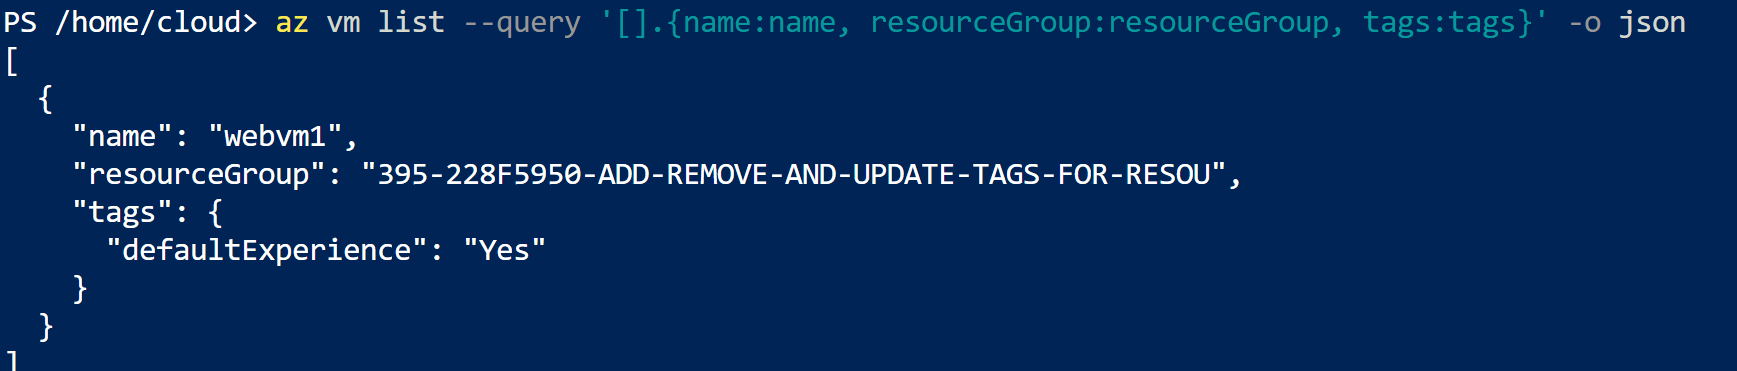 PS /home/cloud> az vm list --query '[].{name:name, resourceGroup:resourceGroup, tags:tags}' -o json
[
  {
    "name": "webvm1",
    "resourceGroup": "395-228F5950-ADD-REMOVE-AND-UPDATE-TAGS-FOR-RESOU",
    "tags": {
      "defaultExperience": "Yes"
    }
  }
]